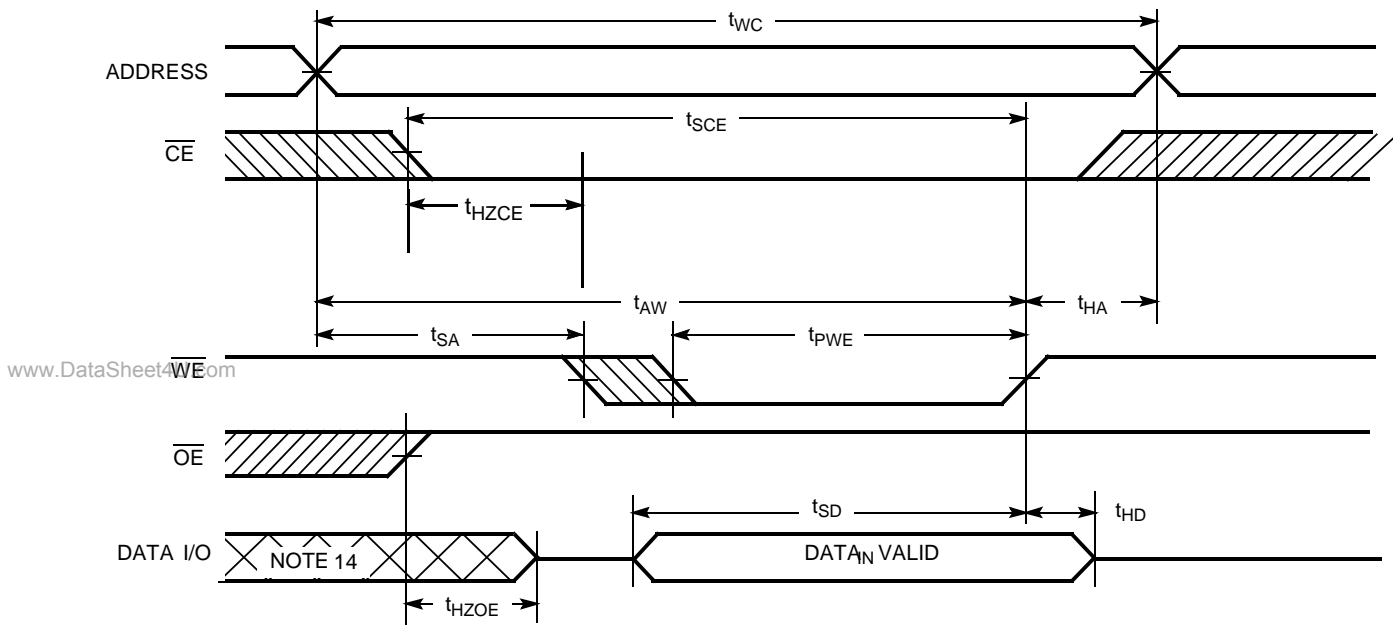 tWC
ADDRESS
tSCE
CE
tHZCE
tAW
tHA
tSA
tPWE
www.DataSheet4U.com
WE
OE
tSD
tHD
DATA I/O
NOTE 14
DATAIN VALID
tHZOE